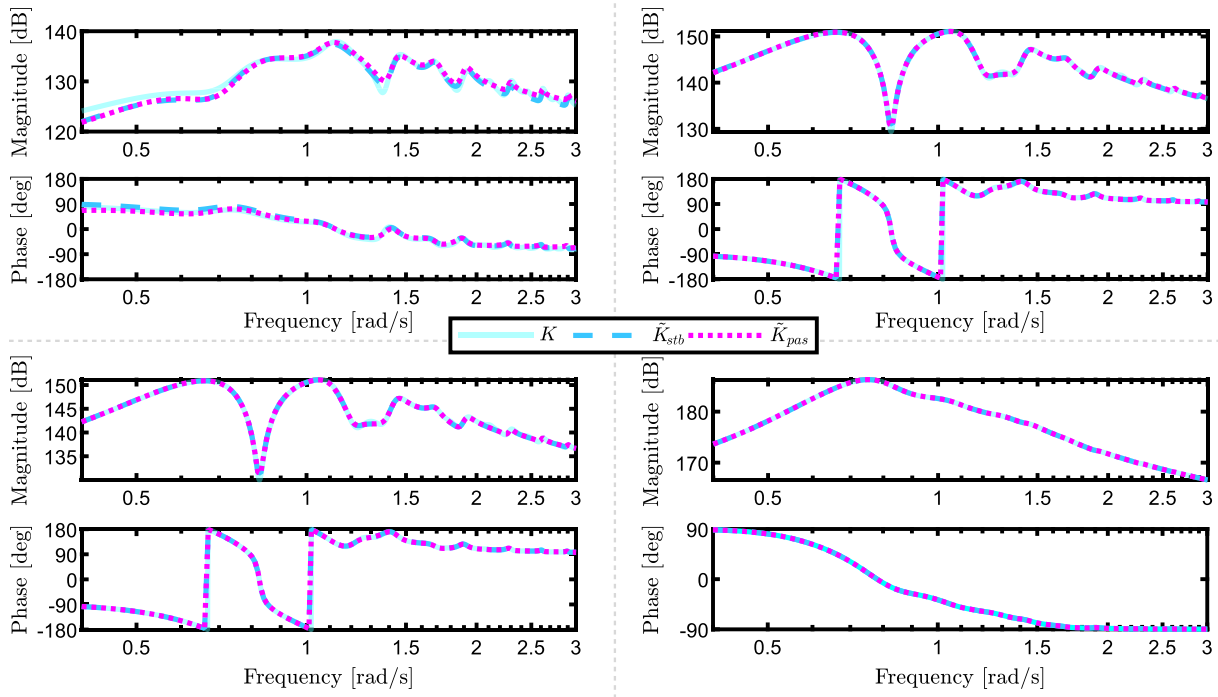 Magnitude [dB]
140
130
120
0.5 1 1.5 2 2.5 3
Phase [deg]
180
90
0
-90
-180
0.5 1 1.5 2 2.5 3
Frequency [rad/s]
Magnitude [dB]
150
140
130
0.5 1 1.5 2 2.5 3
Phase [deg]
180
90
0
-90
-180
0.5 1 1.5 2 2.5 3
Frequency [rad/s]
K K̃stb K̃pas
Magnitude [dB]
150
145
142
135
0.5 1 1.5 2 2.5 3
Phase [deg]
180
90
0
-90
-180
0.5 1 1.5 2 2.5 3
Frequency [rad/s]
Magnitude [dB]
180
170
0.5 1 1.5 2 2.5 3
Phase [deg]
90
0
-90
0.5 1 1.5 2 2.5 3
Frequency [rad/s]